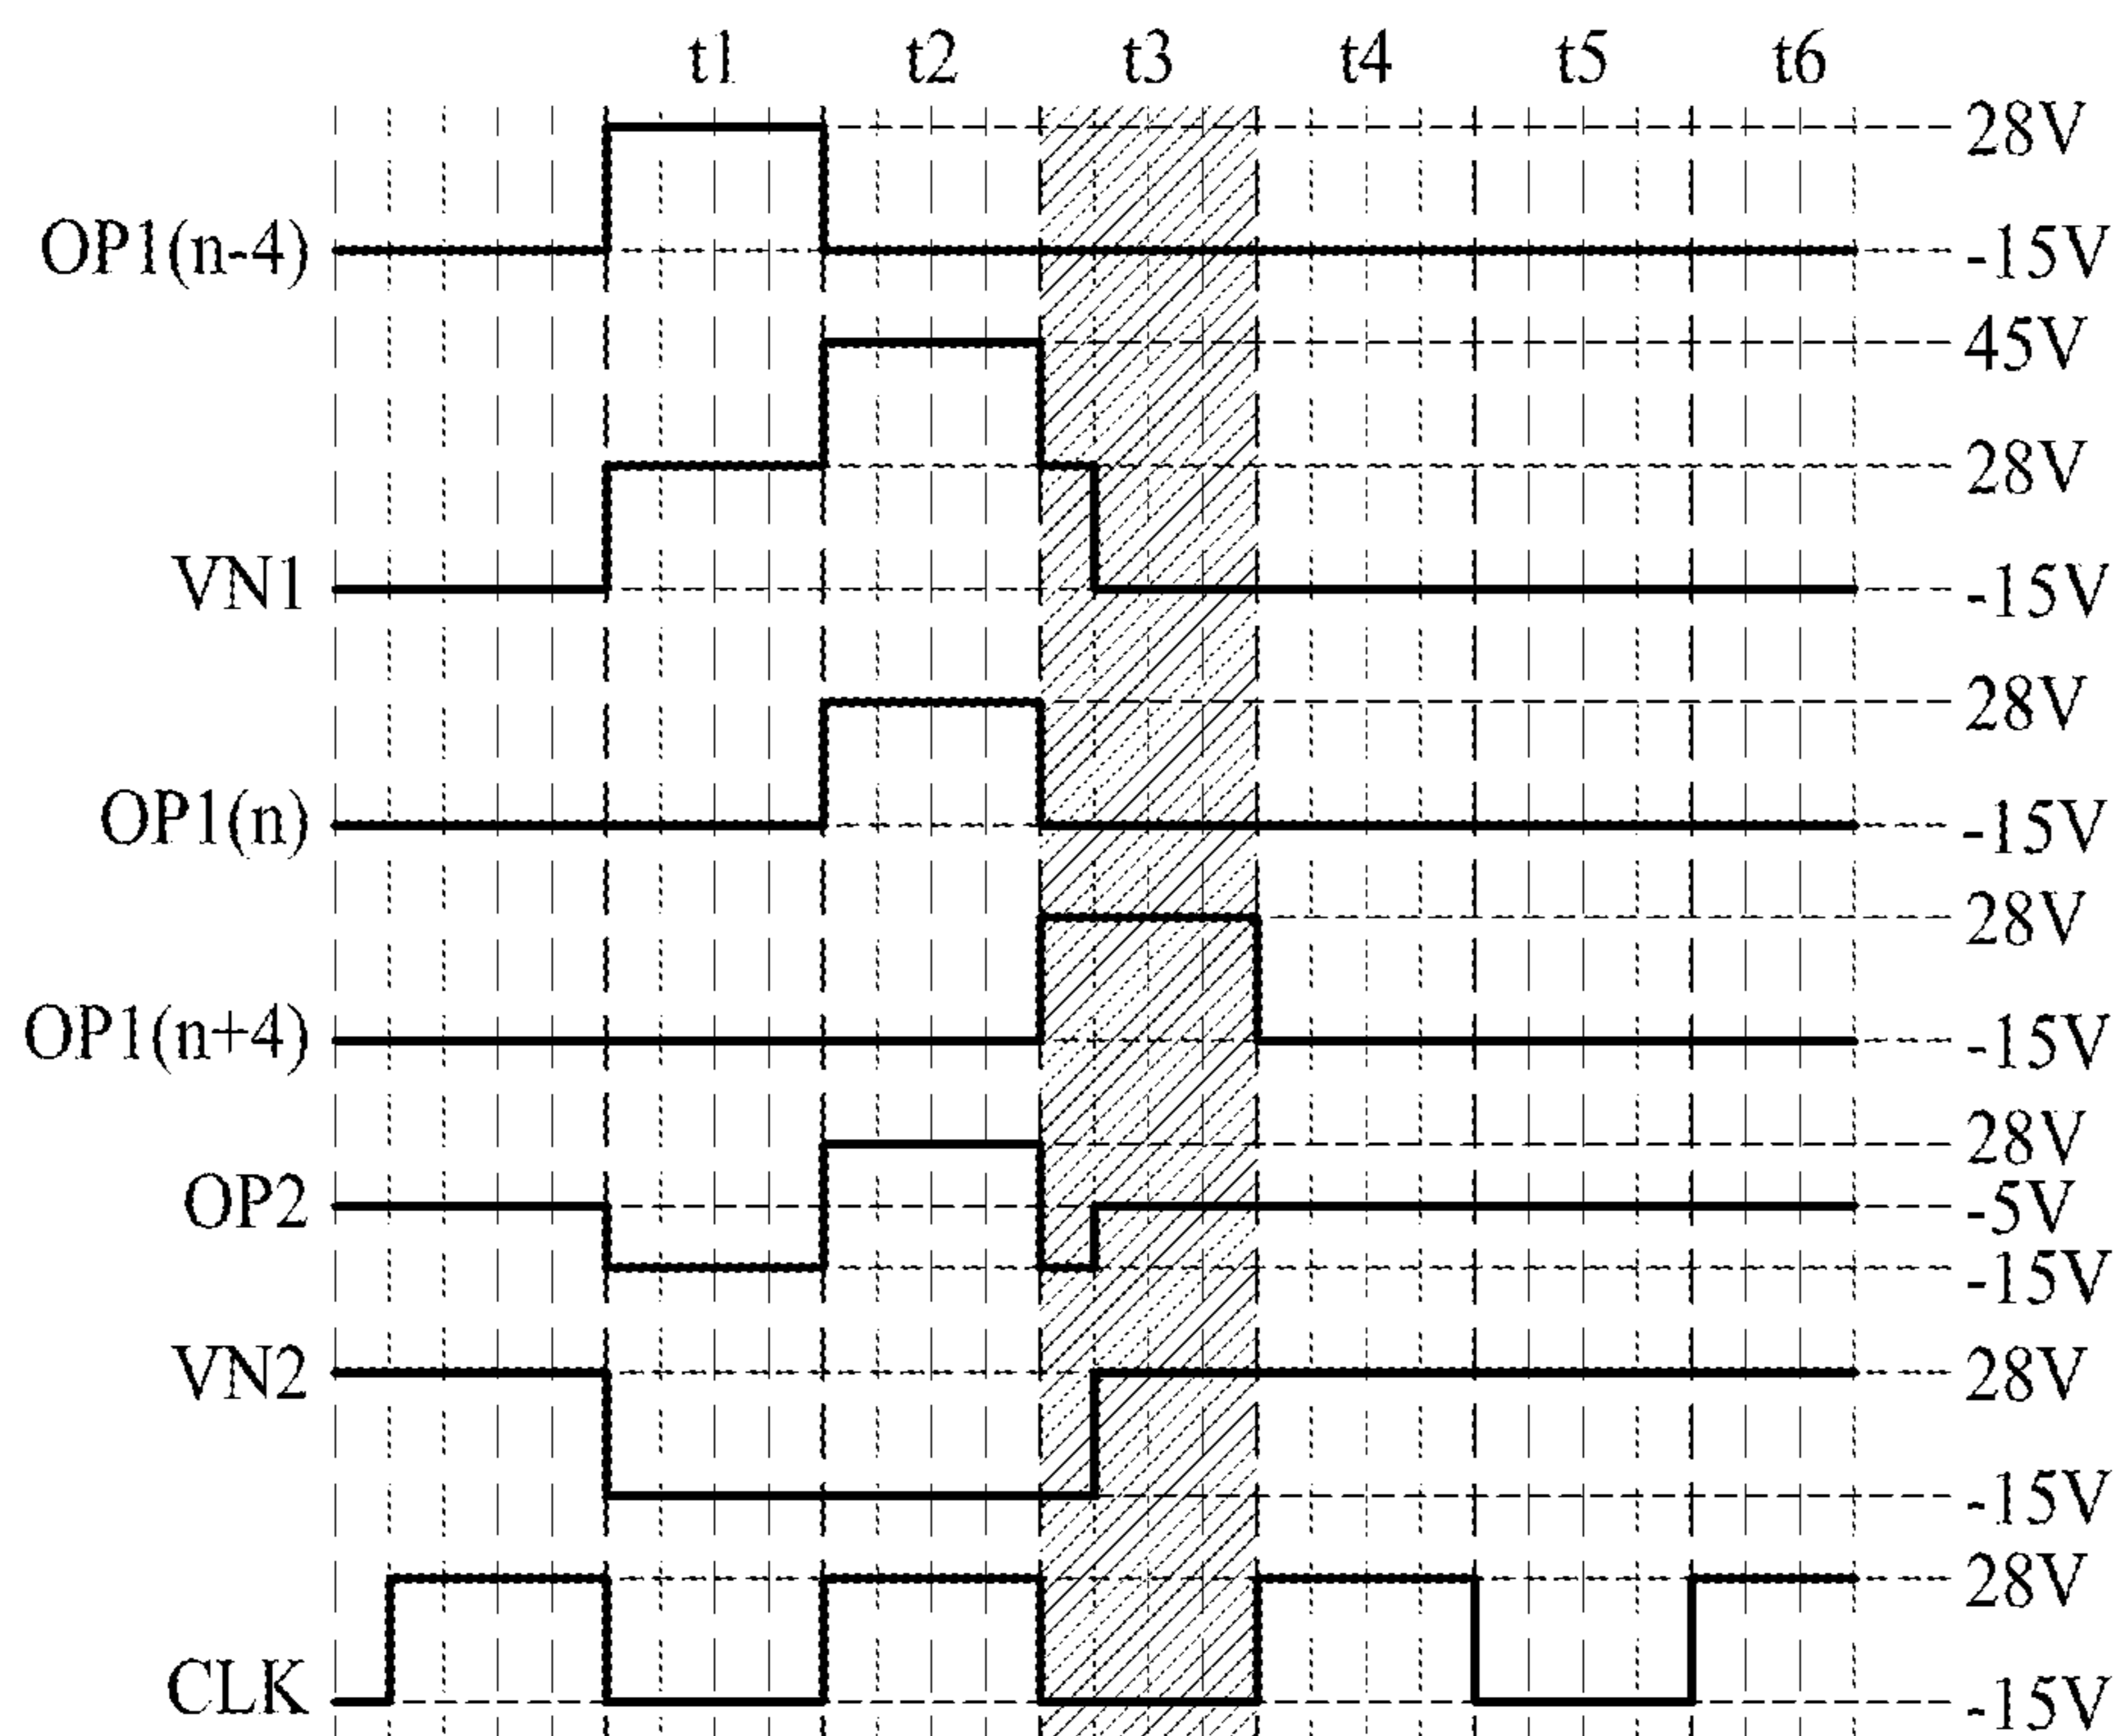 t1 t2 t3 t4 t5 t6
28V
OP1(n-4) -15V
45V
28V
VN1 -15V
28V
OP1(n) -15V
28V
OP1(n+4) -15V
28V
OP2 -5V
-15V
VN2 28V
-15V
28V
CLK -15V